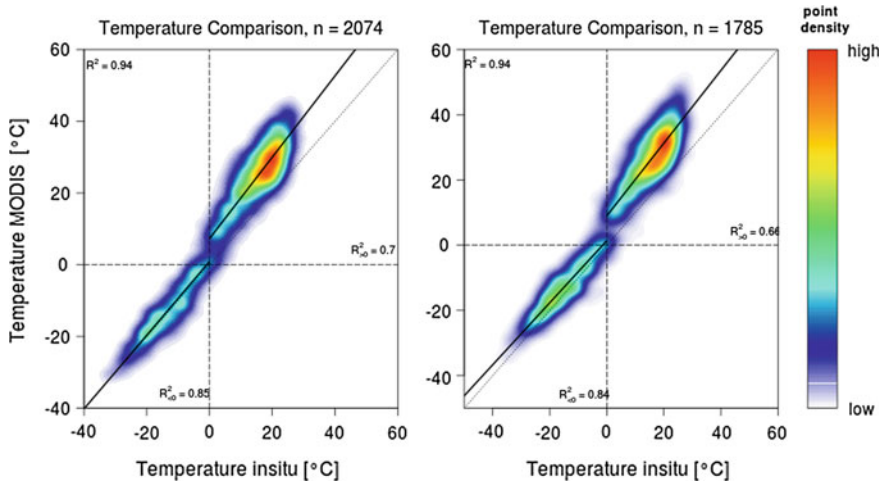 Temperature Comparison, n = 2074
Temperature Comparison, n = 1785
point
density
60
40
20
0
-20
-40
R² = 0.94
R²>0 = 0.7
R²<0 = 0.85
-40
-20
0
20
40
60
Temperature MODIS [°C]
Temperature insitu [°C]
60
40
20
0
-20
-40
R² = 0.94
R²>0 = 0.66
R²<0 = 0.84
-40
-20
0
20
40
60
Temperature insitu [°C]
high
low